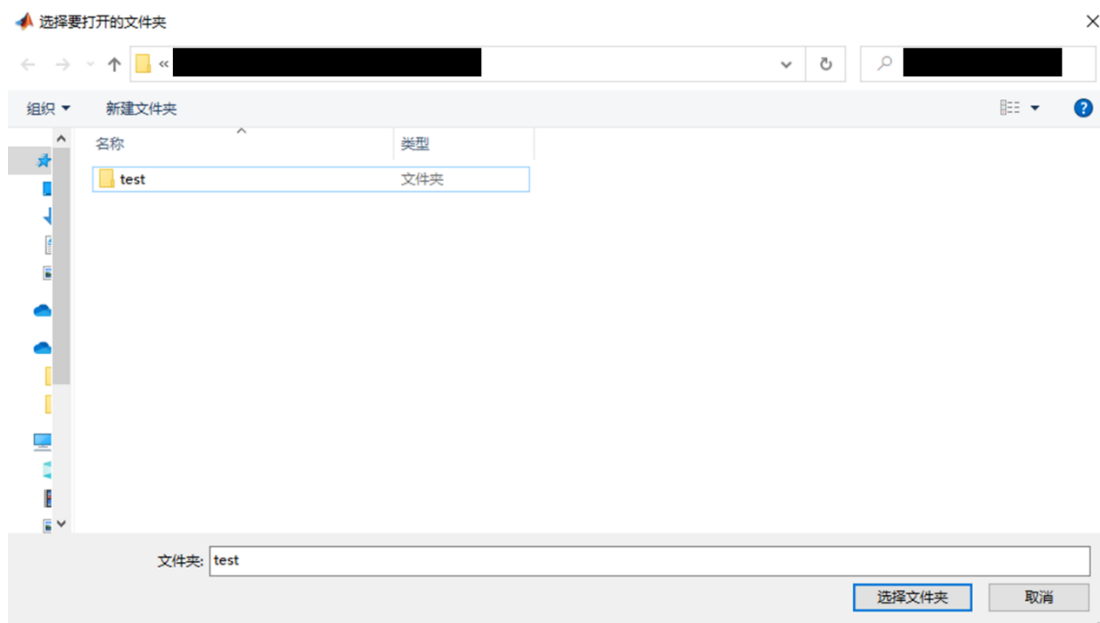 选择要打开的文件夹
«
组织 新建文件夹
名称 类型
test 文件夹
文件夹: test
选择文件夹 取消